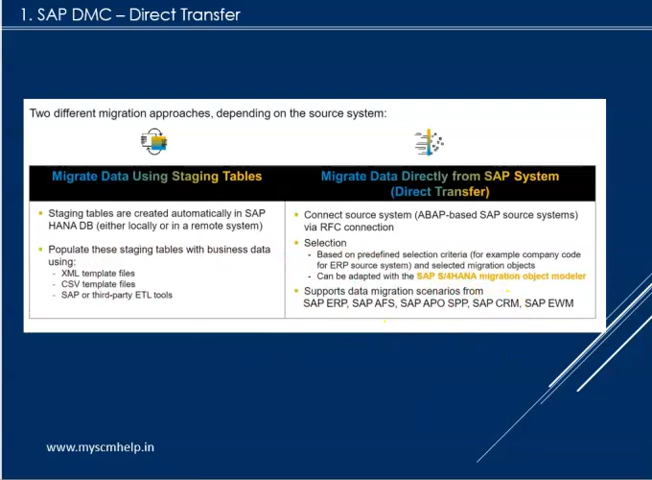 1. SAP DMC – Direct Transfer
Two different migration approaches, depending on the source system:
Migrate Data Using Staging Tables
Staging tables are created automatically in SAP
HANA DB (either locally or in a remote system)
Populate these staging tables with business data
using:
- XML template files
- CSV template files
- SAP or third-party ETL tools
Migrate Data Directly from SAP System
(Direct Transfer)
Connect source system (ABAP-based SAP source systems)
via RFC connection
Selection
- Based on predefined selection criteria (for example company code
for ERP source system) and selected migration objects
- Can be adapted with the SAP S/4HANA migration object modeler
Supports data migration scenarios from
SAP ERP, SAP AFS, SAP APO SPP, SAP CRM, SAP EWM
www.myscmhelp.in